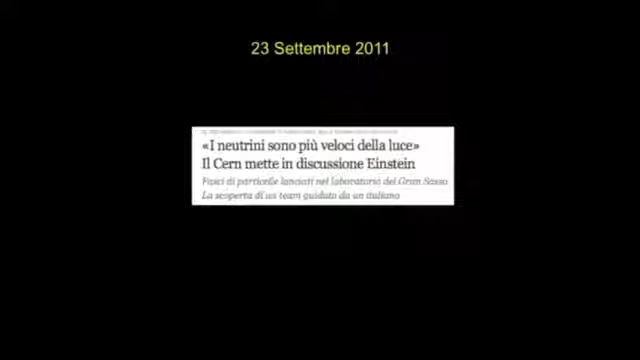 23 Settembre 2011
«I neutrini sono più veloci della luce»
Il Cern mette in discussione Einstein
Fasci di particelle lanciati nel laboratorio del Gran Sasso
La scoperta di un team guidato da un italiano